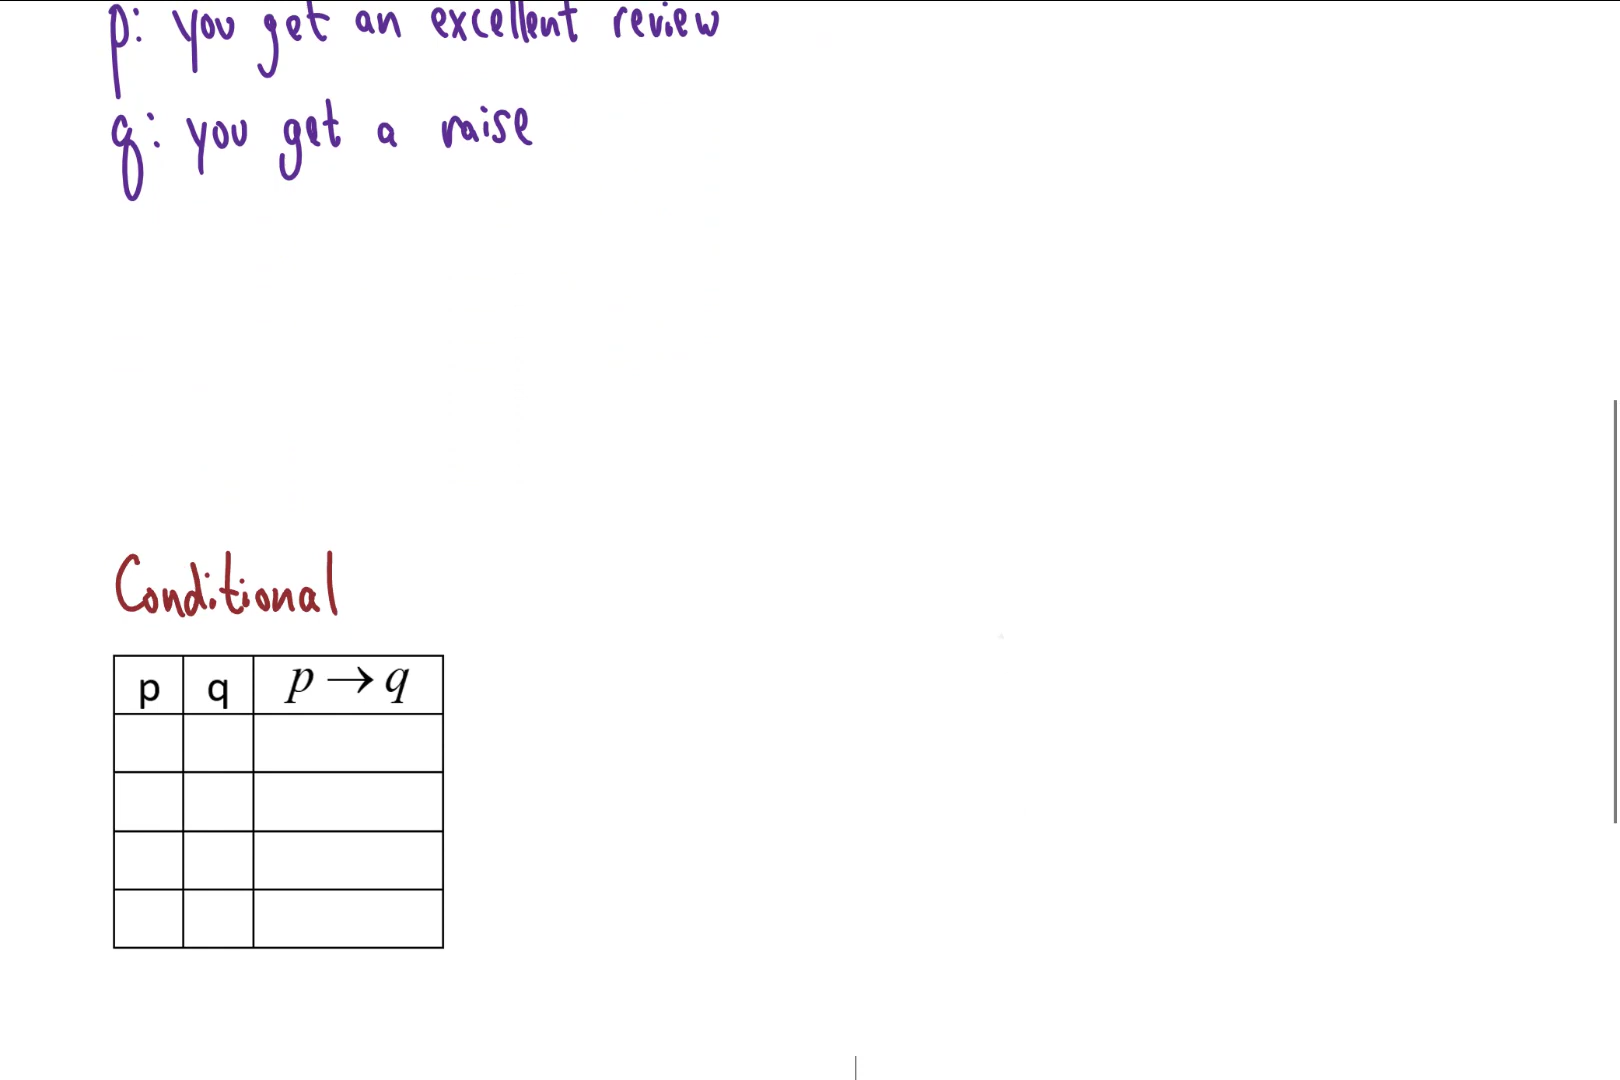 p: you get an excellent review
q: you get a raise
Conditional
p q p → q